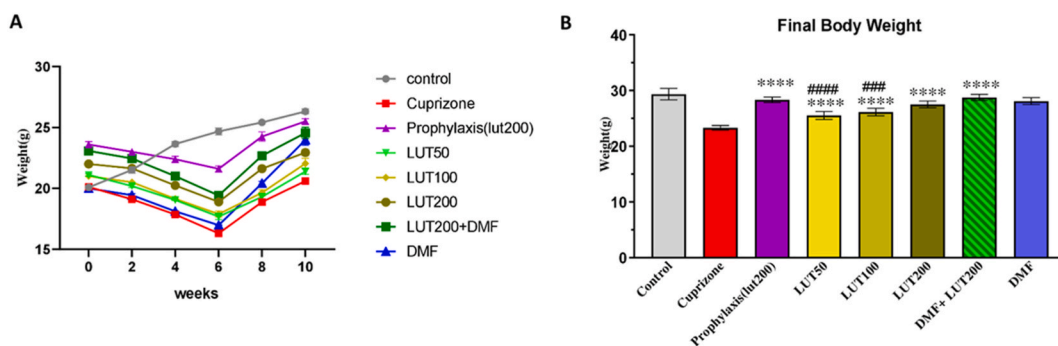 A
30
25
20
15
Weight(g)
0 2 4 6 8 10
weeks
control
Cuprizone
Prophylaxis(lut200)
LUT50
LUT100
LUT200
LUT200+DMF
DMF
B
Final Body Weight
40
30
20
10
0
Weight(g)
**** #### **** ### **** **** ****
Control Cuprizone Prophylaxis(lut200) LUT50 LUT100 LUT200 DMF+ LUT200 DMF